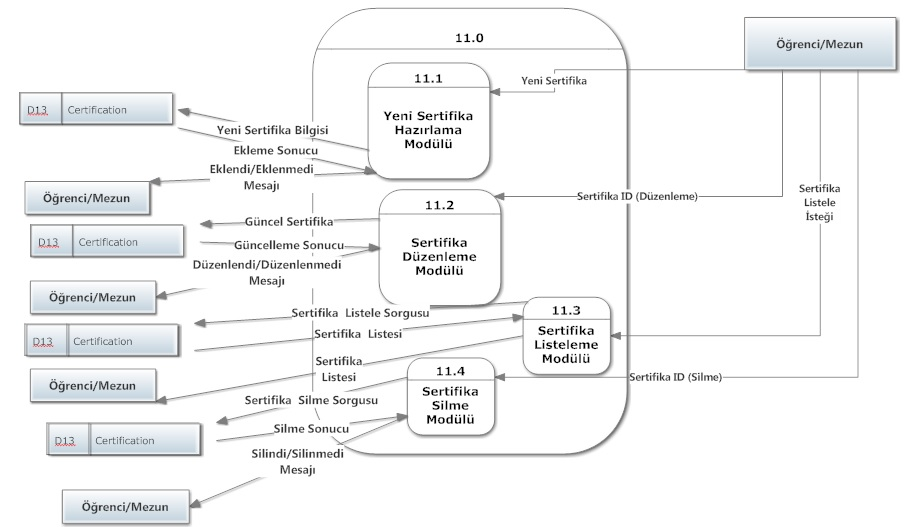 11.0
Öğrenci/Mezun
11.1
Yeni Sertifika
Hazırlama
Modülü
Yeni Sertifika
D13 Certification
Yeni Sertifika Bilgisi
Ekleme Sonucu
Eklendi/Eklenmedi
Mesajı
Öğrenci/Mezun
11.2
Sertifika
Düzenleme
Modülü
Sertifika ID (Düzenleme)
Sertifika
Listele
İsteği
D13 Certification
Güncel Sertifika
Güncelleme Sonucu
Düzenlendi/Düzenlenmedi
Mesajı
Öğrenci/Mezun
11.3
Sertifika
Listeleme
Modülü
Sertifika Listele Sorgusu
D13 Certification
Sertifika Listesi
Sertifika
Listesi
Öğrenci/Mezun
11.4
Sertifika
Silme
Modülü
Sertifika ID (Silme)
Sertifika Silme Sorgusu
D13 Certification
Silme Sonucu
Silindi/Silinmedi
Mesajı
Öğrenci/Mezun